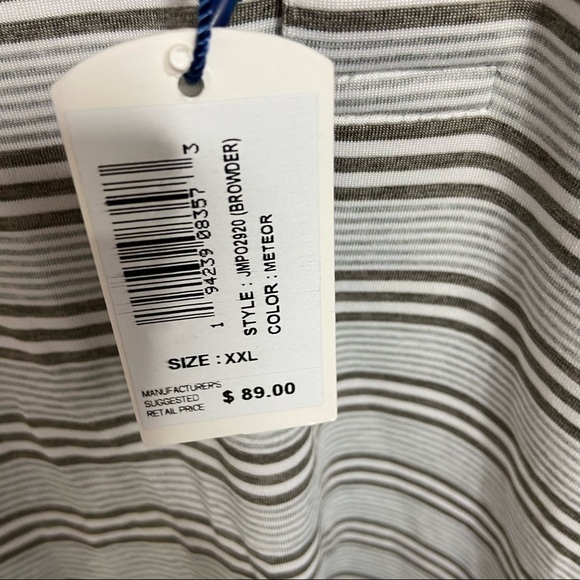 1 94239 08357 3
STYLE : JMPO2920 (BROWDER)
COLOR : METEOR
SIZE : XXL
MANUFACTURER'S
SUGGESTED
RETAIL PRICE
$ 89.00